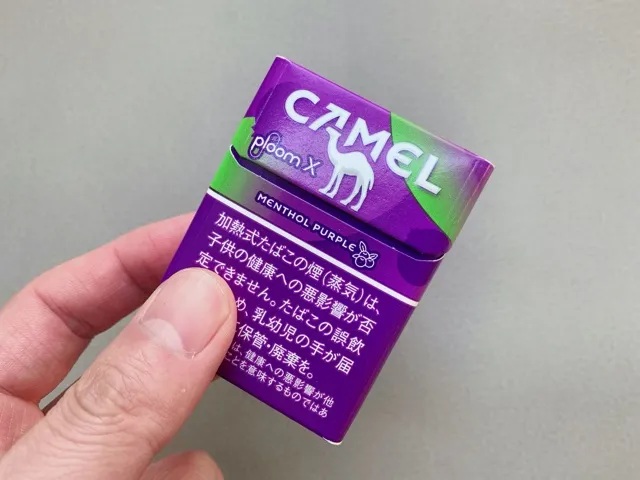 CAMEL
ploom X
MENTHOL PURPLE
加熱式たばこの煙(蒸気)は、
子供の健康への悪影響が否
定できません。たばこの誤飲
め、乳幼児の手が届
保管・廃棄を。
は、健康への悪影響が他
ことを意味するものではあ